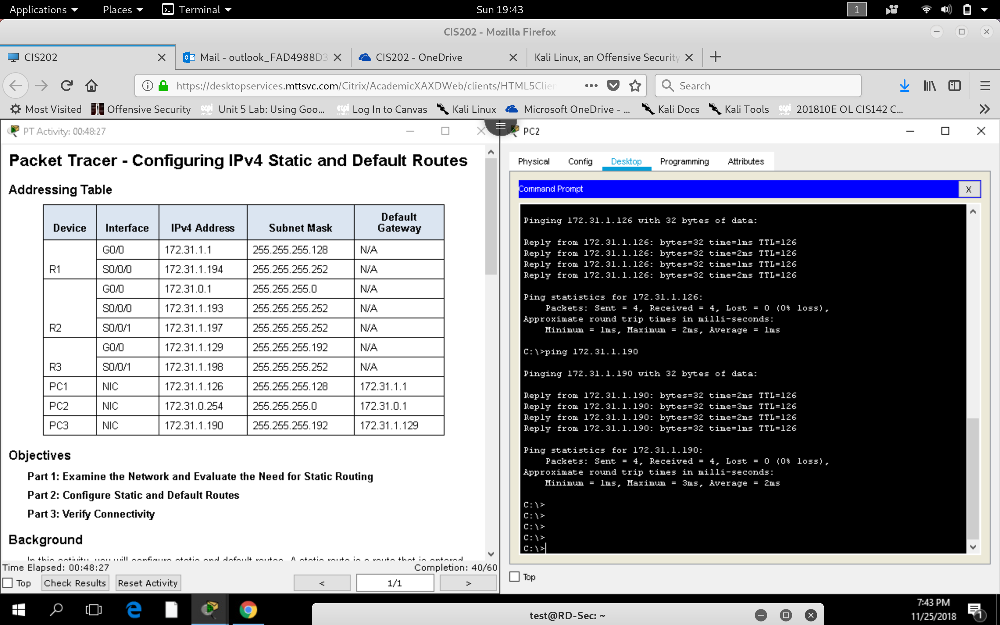 Applications Places Terminal Sun 19:43 1
CIS202 - Mozilla Firefox
CIS202 Mail - outlook_FAD4988D3 CIS202 - OneDrive Kali Linux, an Offensive Security
https://desktopservices.mttsvc.com/Citrix/AcademicXAXDWeb/clients/HTML5Clien Search
Most Visited Offensive Security ecpi Unit 5 Lab: Using Goo... ecpi Log In to Canvas Kali Linux Microsoft OneDrive - ... Kali Docs Kali Tools ecpi 201810E OL CIS142 C...
PT Activity: 00:48:27
Packet Tracer - Configuring IPv4 Static and Default Routes
Addressing Table
Device Interface IPv4 Address Subnet Mask Default Gateway
R1 G0/0 172.31.1.1 255.255.255.128 N/A
S0/0/0 172.31.1.194 255.255.255.252 N/A
R2 G0/0 172.31.0.1 255.255.255.0 N/A
S0/0/0 172.31.1.193 255.255.255.252 N/A
S0/0/1 172.31.1.197 255.255.255.252 N/A
R3 G0/0 172.31.1.129 255.255.255.192 N/A
S0/0/1 172.31.1.198 255.255.255.252 N/A
PC1 NIC 172.31.1.126 255.255.255.128 172.31.1.1
PC2 NIC 172.31.0.254 255.255.255.0 172.31.0.1
PC3 NIC 172.31.1.190 255.255.255.192 172.31.1.129
Objectives
Part 1: Examine the Network and Evaluate the Need for Static Routing
Part 2: Configure Static and Default Routes
Part 3: Verify Connectivity
Background
In this activity, you will configure static and default routes. A static route is a route that is entered
Time Elapsed: 00:48:27 Completion: 40/60
Top Check Results Reset Activity < 1/1 >
PC2
Physical Config Desktop Programming Attributes
Command Prompt X
Pinging 172.31.1.126 with 32 bytes of data:
Reply from 172.31.1.126: bytes=32 time=1ms TTL=126
Reply from 172.31.1.126: bytes=32 time=2ms TTL=126
Reply from 172.31.1.126: bytes=32 time=1ms TTL=126
Reply from 172.31.1.126: bytes=32 time=2ms TTL=126
Ping statistics for 172.31.1.126:
Packets: Sent = 4, Received = 4, Lost = 0 (0% loss),
Approximate round trip times in milli-seconds:
Minimum = 1ms, Maximum = 2ms, Average = 1ms
C:\>ping 172.31.1.190
Pinging 172.31.1.190 with 32 bytes of data:
Reply from 172.31.1.190: bytes=32 time=2ms TTL=126
Reply from 172.31.1.190: bytes=32 time=3ms TTL=126
Reply from 172.31.1.190: bytes=32 time=2ms TTL=126
Reply from 172.31.1.190: bytes=32 time=1ms TTL=126
Ping statistics for 172.31.1.190:
Packets: Sent = 4, Received = 4, Lost = 0 (0% loss),
Approximate round trip times in milli-seconds:
Minimum = 1ms, Maximum = 3ms, Average = 2ms
C:\>
C:\>
C:\>
C:\>
C:\>
Top
test@RD-Sec: ~
7:43 PM
11/25/2018
1